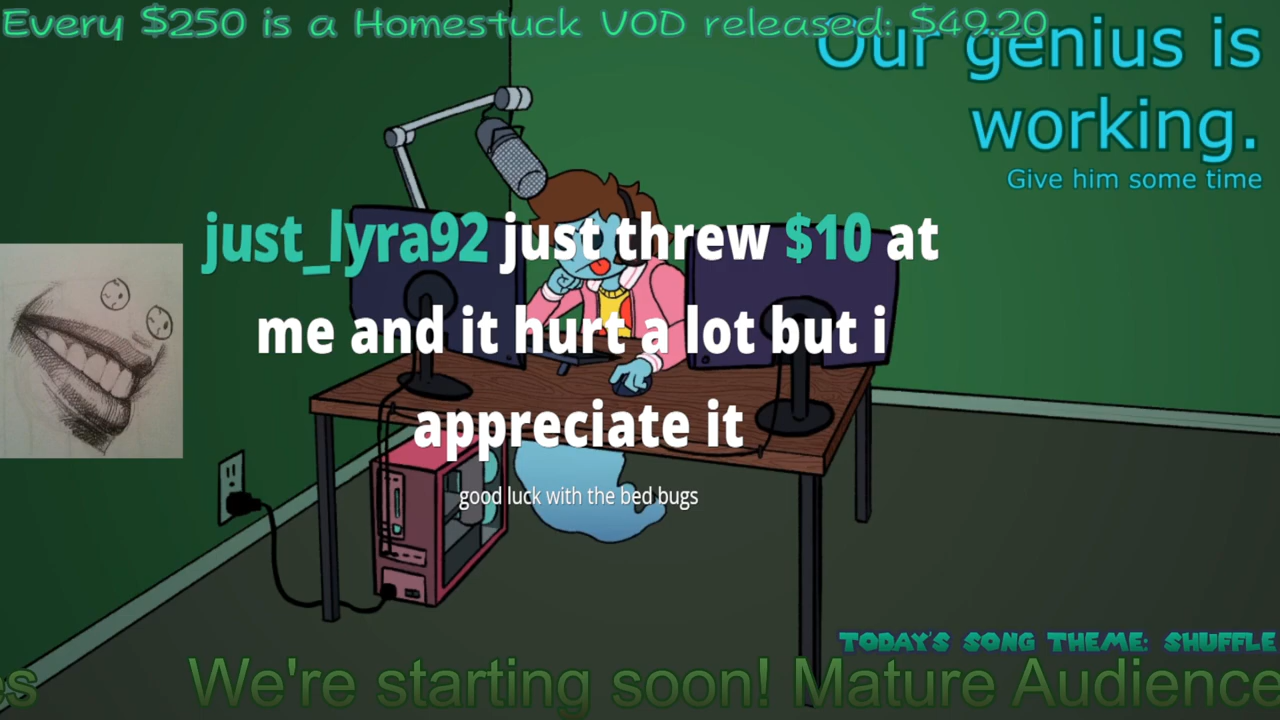 Every $250 is a Homestuck VOD released: $49.20
Our genius is
working.
Give him some time
just_lyra92 just threw $10 at
me and it hurt a lot but i
appreciate it
good luck with the bed bugs
TODAY'S SONG THEME: SHUFFLE
We're starting soon! Mature Audience